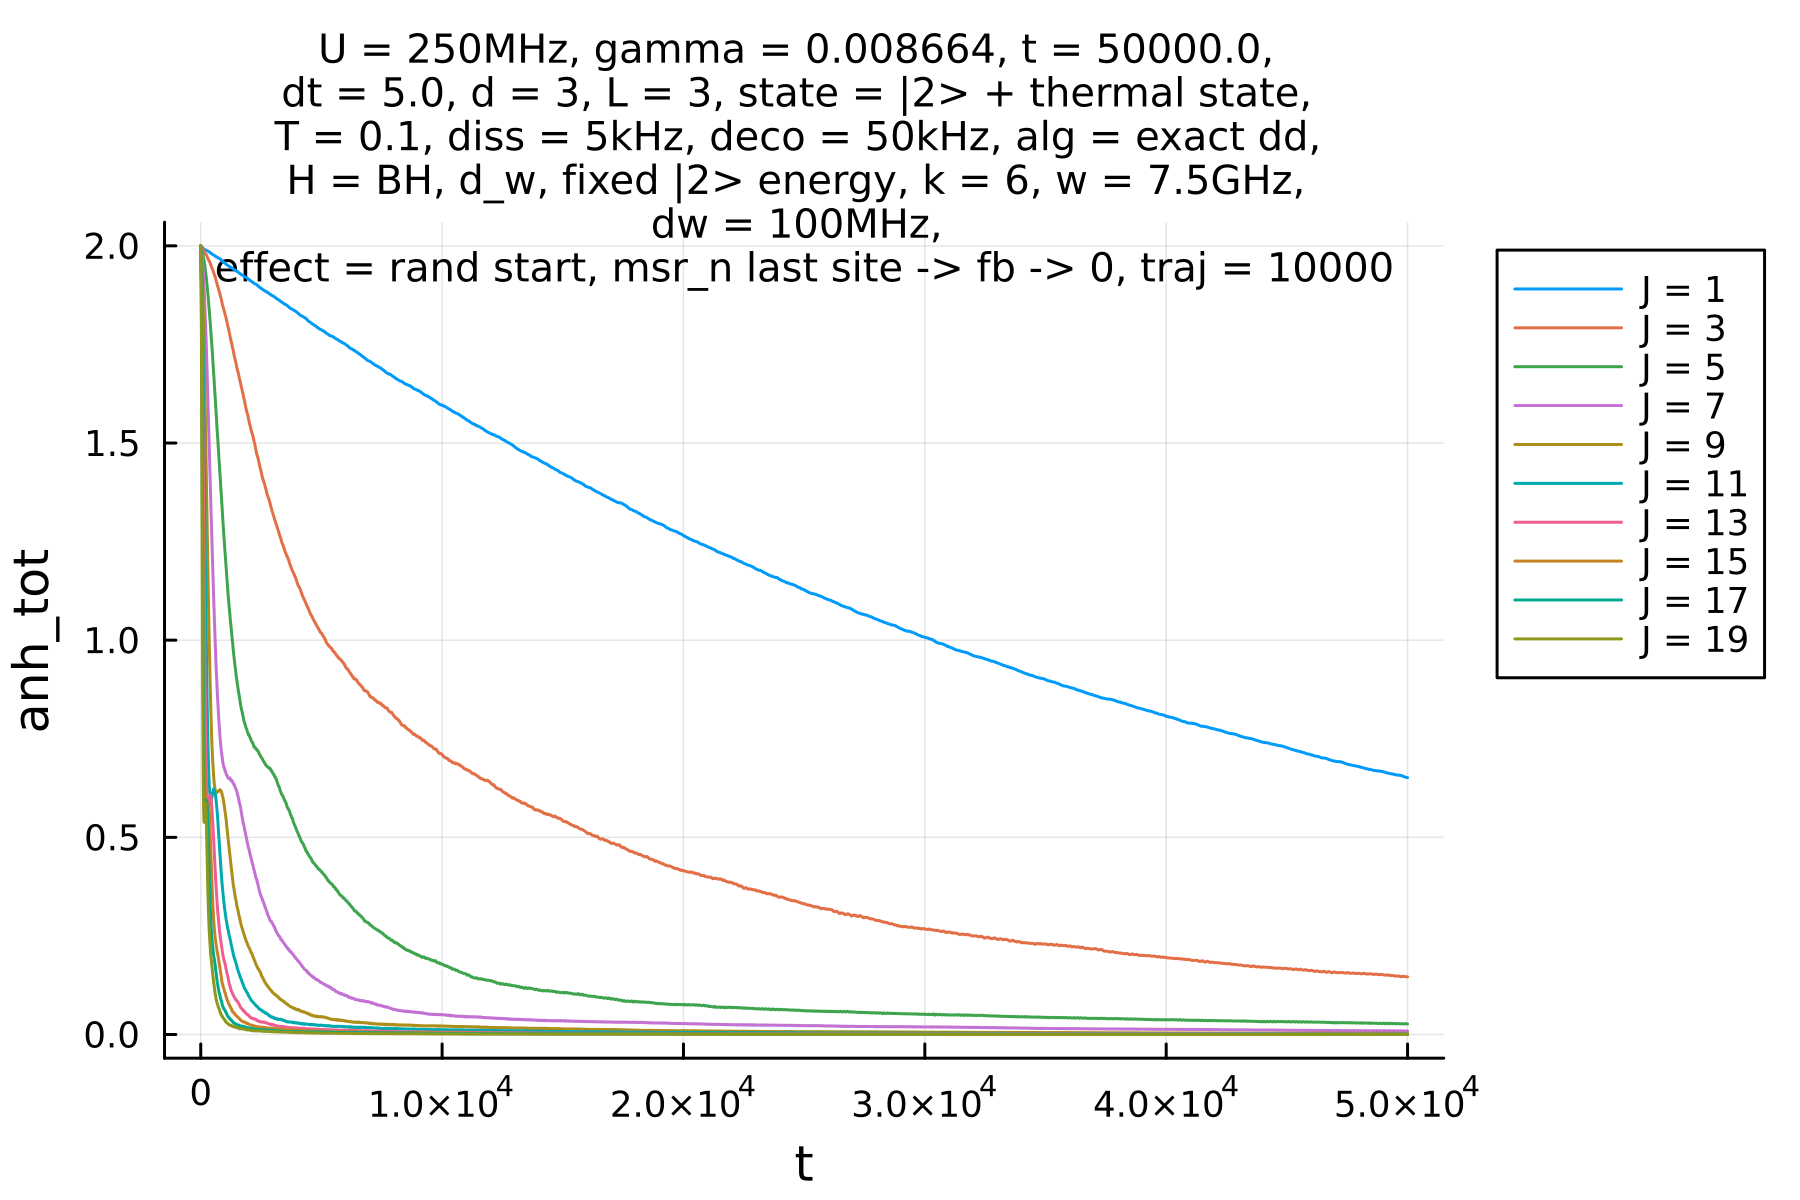 U = 250MHz, gamma = 0.008664, t = 50000.0,
dt = 5.0, d = 3, L = 3, state = |2> + thermal state,
T = 0.1, diss = 5kHz, deco = 50kHz, alg = exact dd,
H = BH, d_w, fixed |2> energy, k = 6, w = 7.5GHz,
dw = 100MHz,
effect = rand start, msr_n last site -> fb -> 0, traj = 10000
2.0
1.5
1.0
0.5
0.0
anh_tot
0
1.0×10⁴
2.0×10⁴
3.0×10⁴
4.0×10⁴
5.0×10⁴
t
J = 1
J = 3
J = 5
J = 7
J = 9
J = 11
J = 13
J = 15
J = 17
J = 19